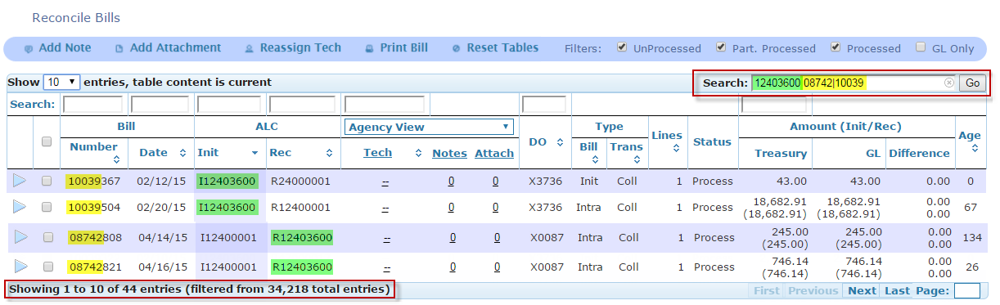 Reconcile Bills
Add Note Add Attachment Reassign Tech Print Bill Reset Tables Filters: UnProcessed Part. Processed Processed GL Only
Show 10 entries, table content is current Search: 12403600 08742|10039 Go
Search:
Bill ALC Agency View DO Type Lines Status Amount (Init/Rec) Age
Number Date Init Rec Tech Notes Attach Bill Trans Treasury GL Difference
10039367 02/12/15 I12403600 R24000001 -- 0 0 X3736 Init Coll 1 Process 43.00 43.00 0.00 0
10039504 02/20/15 I12403600 R12400001 -- 0 0 X3736 Intra Coll 1 Process 18,682.91 18,682.91 0.00 67
(18,682.91) (18,682.91) 0.00
08742808 04/14/15 I12400001 R12403600 -- 0 0 X0087 Intra Coll 1 Process 245.00 245.00 0.00 134
(245.00) (245.00) 0.00
08742821 04/16/15 I12400001 R12403600 -- 0 0 X0087 Intra Coll 1 Process 746.14 746.14 0.00 26
(746.14) (746.14) 0.00
Showing 1 to 10 of 44 entries (filtered from 34,218 total entries) First Previous Next Last Page: